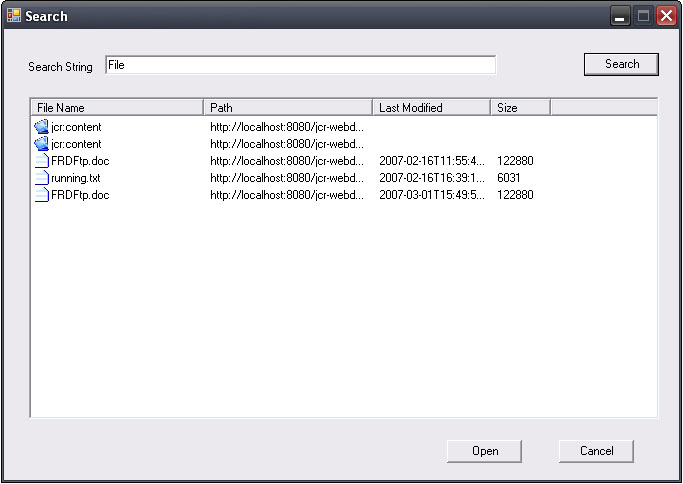 Search
Search String File Search
File Name Path Last Modified Size
jcr:content http://localhost:8080/jcr-webd...
jcr:content http://localhost:8080/jcr-webd...
FRDFtp.doc http://localhost:8080/jcr-webd... 2007-02-16T11:55:4... 122880
running.txt http://localhost:8080/jcr-webd... 2007-02-16T16:39:1... 6031
FRDFtp.doc http://localhost:8080/jcr-webd... 2007-03-01T15:49:5... 122880
Open Cancel